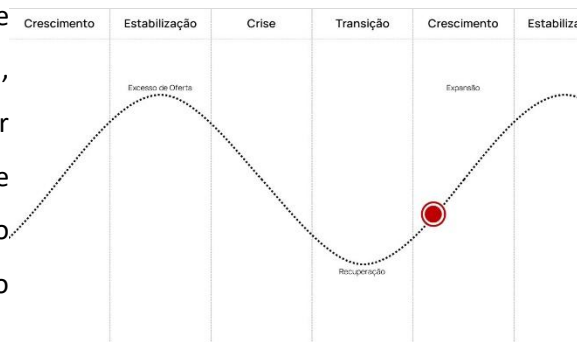 Crescimento Estabilização Crise Transição Crescimento Estabiliza
Excesso de Oferta Expansão
Recuperação
e
,
r
e
o
o